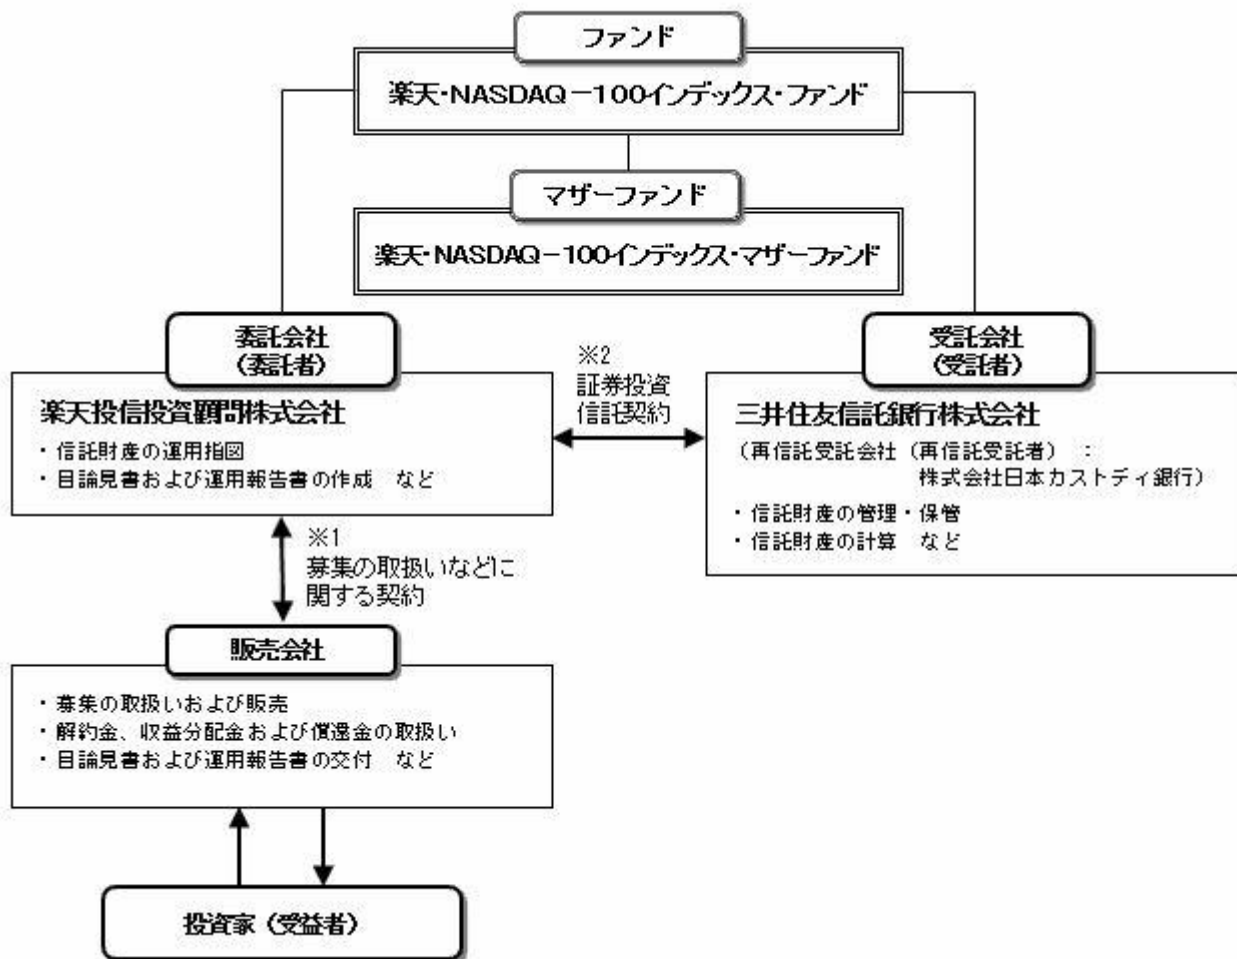 ファンド
楽天・NASDAQ－100インデックス・ファンド
マザーファンド
楽天・NASDAQ－100インデックス・マザーファンド
委託会社
（委託者）
楽天投信投資顧問株式会社
・信託財産の運用指図
・目論見書および運用報告書の作成　など
※2
証券投資
信託契約
受託会社
（受託者）
三井住友信託銀行株式会社
（再信託受託会社（再信託受託者）　：
株式会社日本カストディ銀行）
・信託財産の管理・保管
・信託財産の計算　など
※1
募集の取扱いなどに
関する契約
販売会社
・募集の取扱いおよび販売
・解約金、収益分配金および償還金の取扱い
・目論見書および運用報告書の交付　など
投資家（受益者）